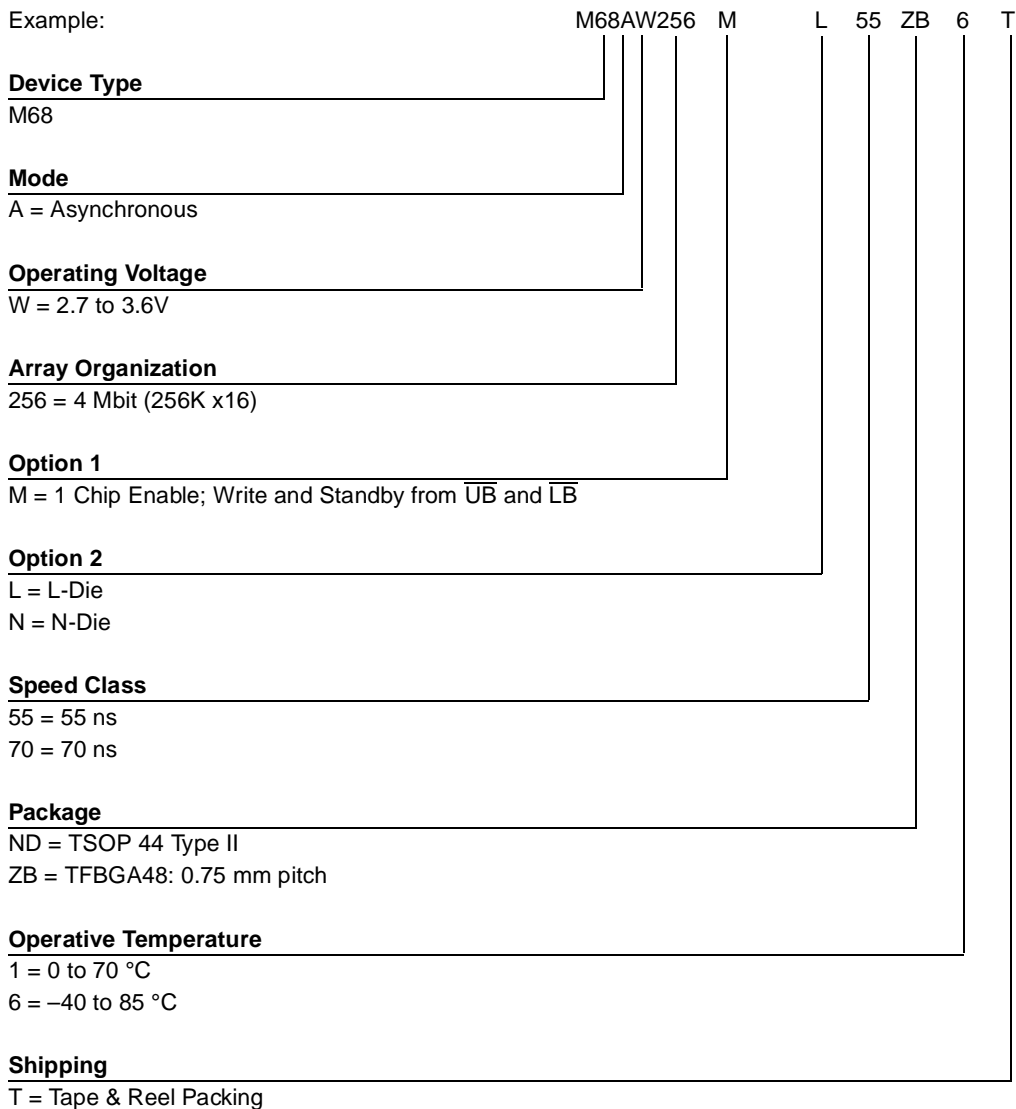 Example: M68AW256 M L 55 ZB 6 T
Device Type
M68
Mode
A = Asynchronous
Operating Voltage
W = 2.7 to 3.6V
Array Organization
256 = 4 Mbit (256K x16)
Option 1
M = 1 Chip Enable; Write and Standby from U̅B̅ and L̅B̅
Option 2
L = L-Die
N = N-Die
Speed Class
55 = 55 ns
70 = 70 ns
Package
ND = TSOP 44 Type II
ZB = TFBGA48: 0.75 mm pitch
Operative Temperature
1 = 0 to 70 °C
6 = –40 to 85 °C
Shipping
T = Tape & Reel Packing